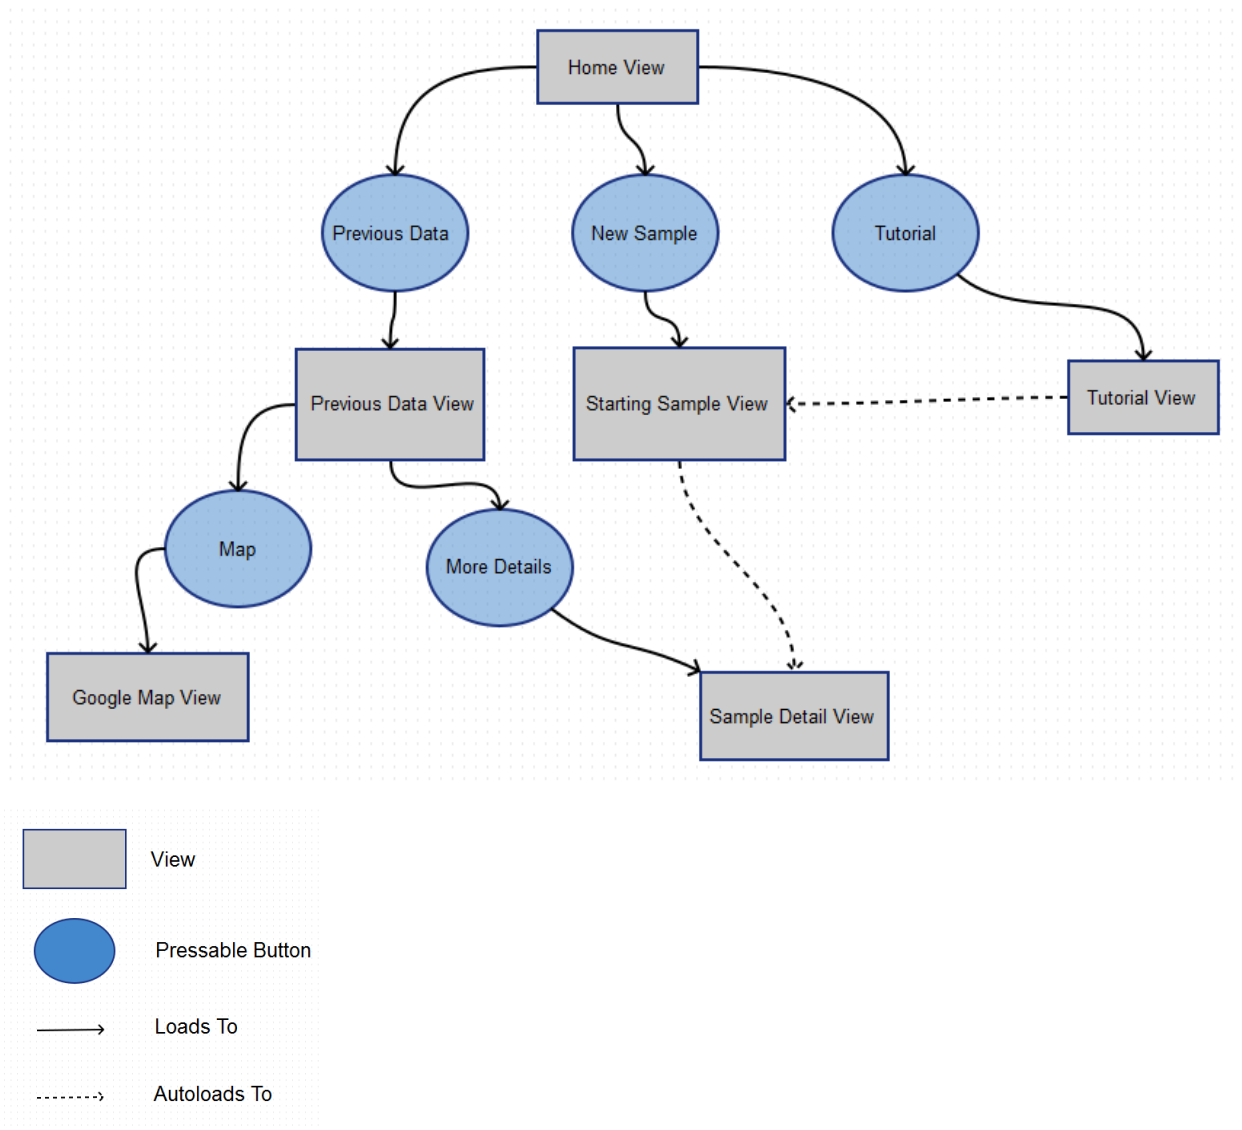 Home View
Previous Data
New Sample
Tutorial
Previous Data View
Starting Sample View
Tutorial View
Map
More Details
Google Map View
Sample Detail View
View
Pressable Button
Loads To
Autoloads To